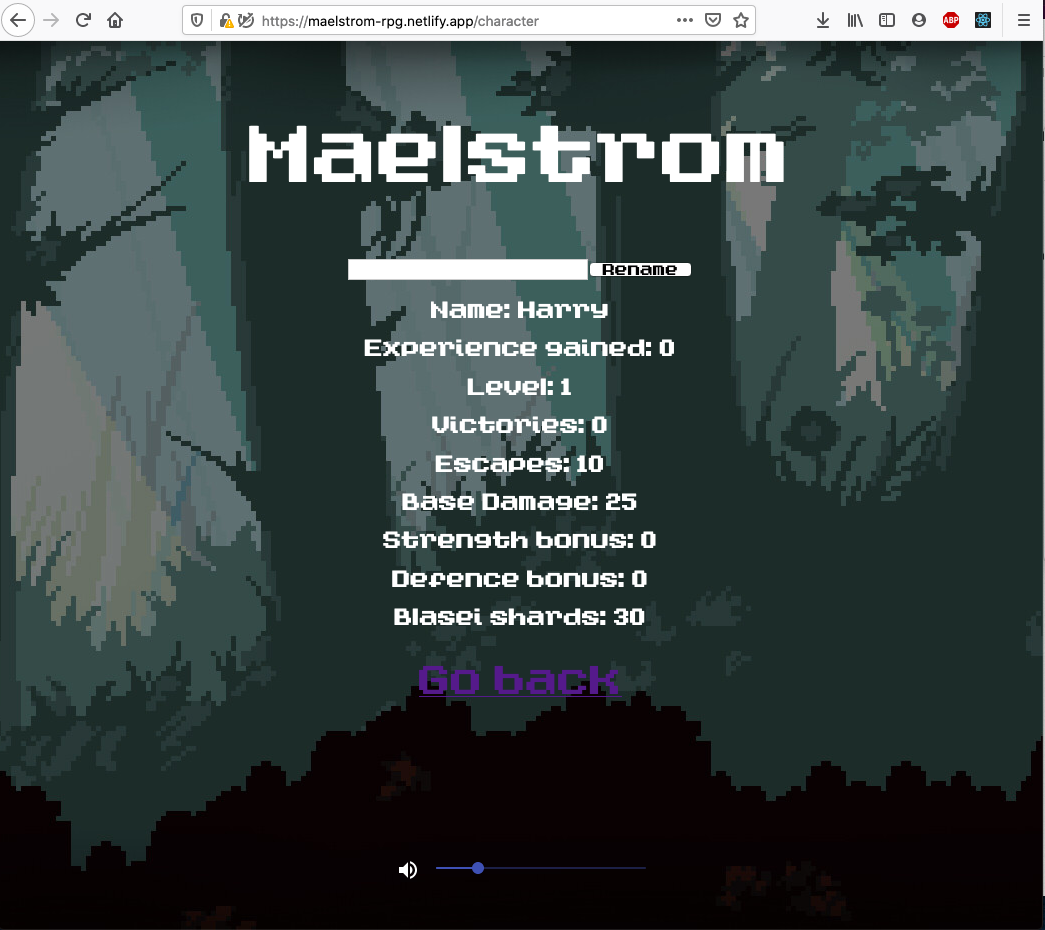 https://maelstrom-rpg.netlify.app/character
ABP
Maelstrom
Rename
Name: Harry
Experience gained: 0
Level: 1
Victories: 0
Escapes: 10
Base Damage: 25
Strength bonus: 0
Defence bonus: 0
Blasei shards: 30
Go back